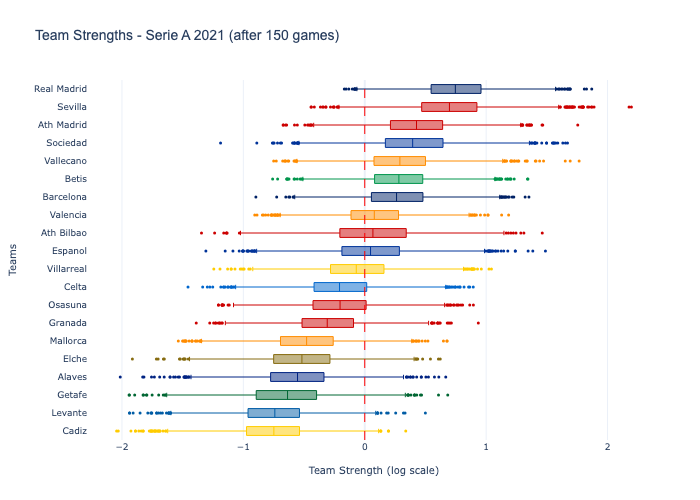 Team Strengths - Serie A 2021 (after 150 games)
Real Madrid
Sevilla
Ath Madrid
Sociedad
Vallecano
Betis
Barcelona
Valencia
Ath Bilbao
Espanol
Villarreal
Celta
Osasuna
Granada
Mallorca
Elche
Alaves
Getafe
Levante
Cadiz
Teams
−2 −1 0 1 2
Team Strength (log scale)